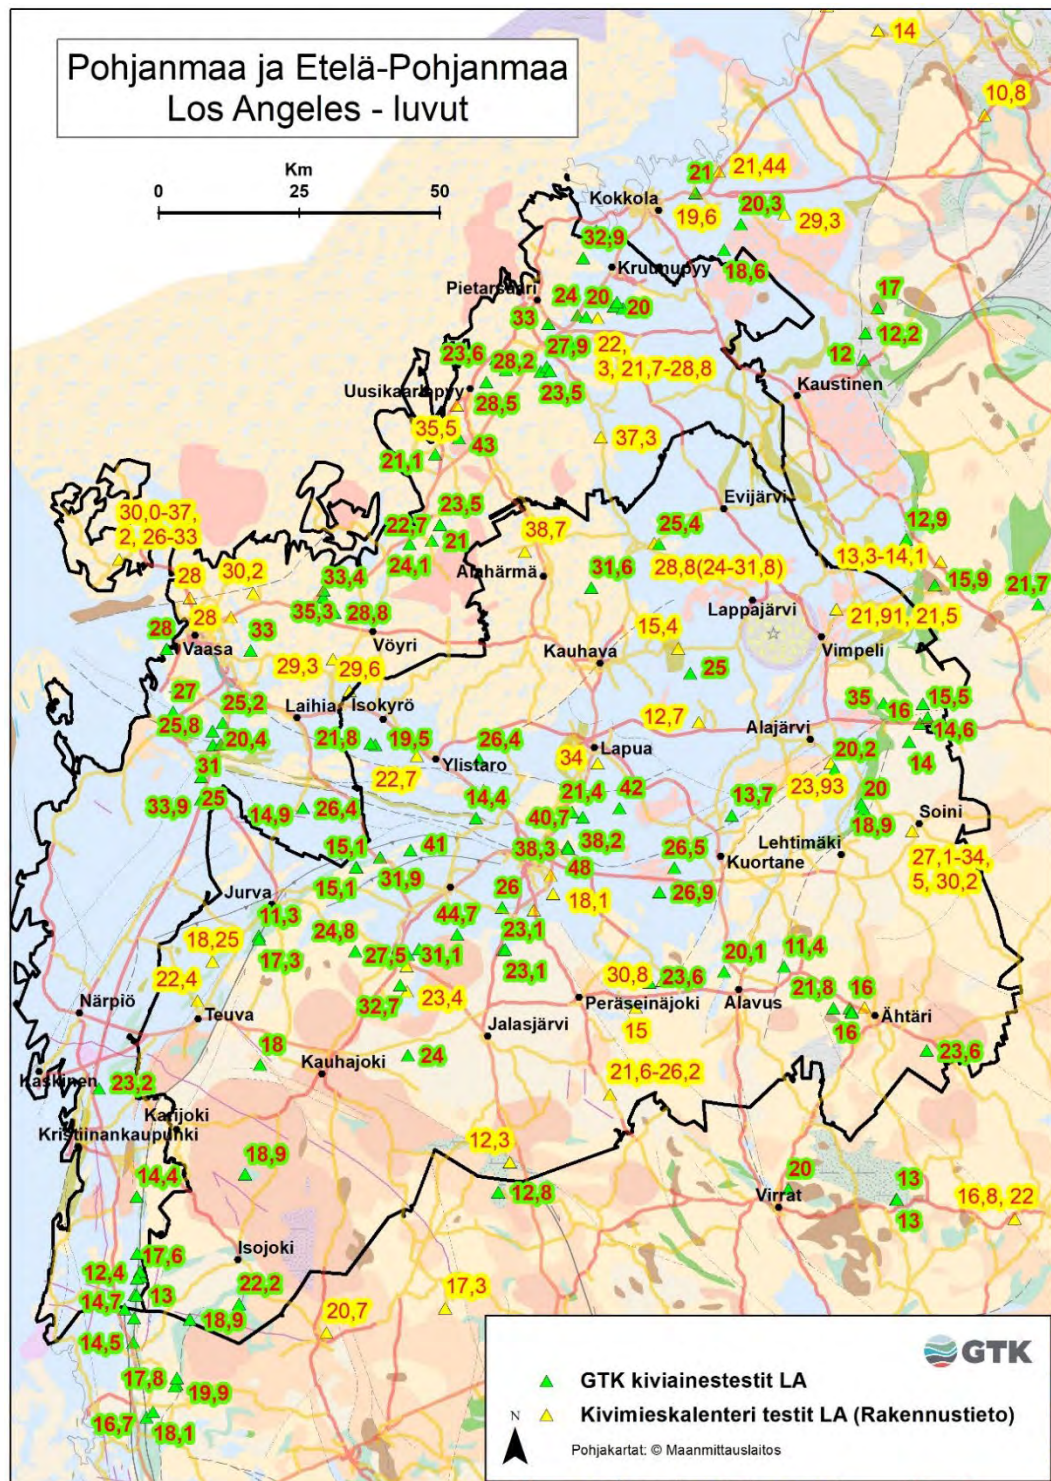 Pohjanmaa ja Etelä-Pohjanmaa
Los Angeles - luvut
Km
0 25 50
14
10,8
21 21,44
Kokkola
19,6 20,3 29,3
32,9
Kruunupyy 18,6
Pietarsaari
24 20 20 17
33 12,2
23,6 28,2 27,9 22,
3, 21,7-28,8 12
Uusikaarlepyy 28,5 23,5 Kaustinen
35,5 43 37,3
21,1
Evijärvi
23,5
30,0-37,
2, 26-33
22,7 21 38,7 25,4 12,9
24,1 13,3-14,1
28 30,2 33,4 Alahärmä 31,6 28,8(24-31,8) 15,9 21,7
35,3 28,8 Lappajärvi 21,91, 21,5
28 28 33 Vöyri 15,4
Vaasa Vimpeli
29,3 29,6 Kauhava 25
27 25,2 Laihia Isokyrö 12,7 35 16 15,5
25,8 20,4 21,8 19,5 26,4 Lapua Alajärvi 14,6
22,7 Ylistaro 34 20,2 14
31 23,93
33,9 25 14,9 26,4 14,4 21,4 42 13,7 20
40,7 18,9 Soini
15,1 41 38,3 38,2 26,5 Kuortane Lehtimäki
15,1 31,9 48 27,1-34,
5, 30,2
Jurva 26 18,1 26,9
11,3 44,7
18,25 24,8 23,1
17,3 27,5 31,1 23,1 20,1 11,4
22,4 30,8 23,6
32,7 23,4 21,8 16
Närpiö Teuva Peräseinäjoki Alavus Ähtäri
15 16
Jalasjärvi
18 24 23,6
Kaskinen Kauhajoki
23,2 21,6-26,2
Karijoki
Kristiinankaupunki
12,3
18,9
14,4 12,8 20 13
Virrat 16,8, 22
13
17,6 Isojoki
12,4
14,7 13 22,2 17,3
18,9 20,7
14,5
17,8
19,9
16,7 18,1
GTK
GTK kiviainestestit LA
N
Kivimieskalenteri testit LA (Rakennustieto)
Pohjakartat: © Maanmittauslaitos